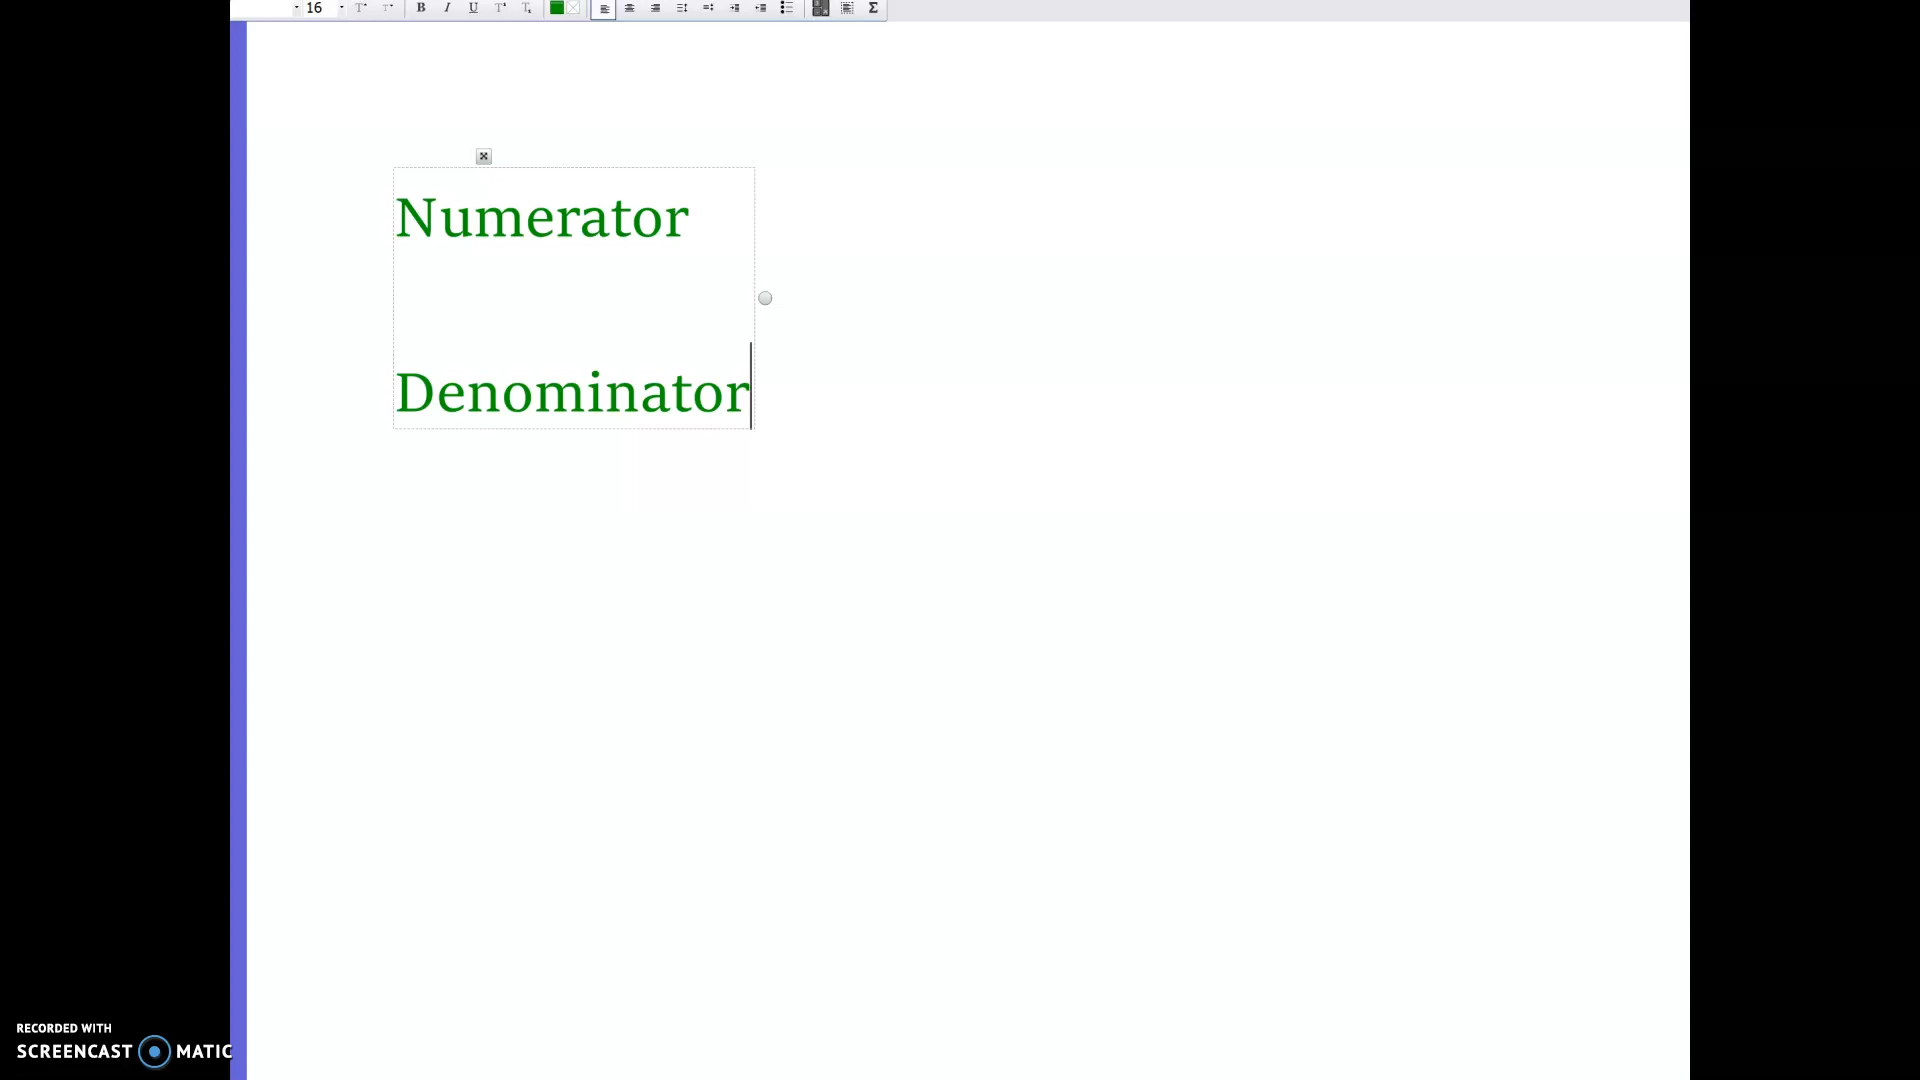 16 B I U T T Σ
Numerator
Denominator
RECORDED WITH
SCREENCAST MATIC